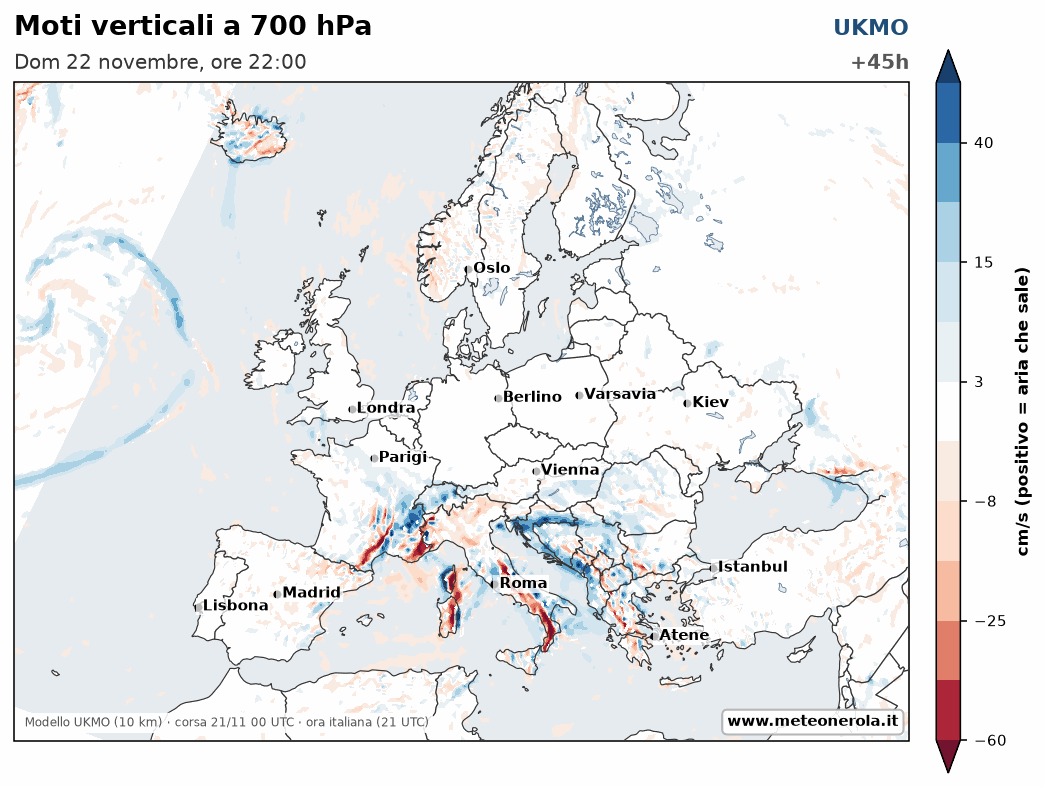 Moti verticali a 700 hPa
UKMO
Dom 22 novembre, ore 22:00
+45h
40
15
3
−8
−25
−60
cm/s (positivo = aria che sale)
Oslo
Londra
Berlino
Varsavia
Kiev
Parigi
Vienna
Istanbul
Roma
Madrid
Lisbona
Atene
Modello UKMO (10 km) · corsa 21/11 00 UTC · ora italiana (21 UTC)
www.meteonerola.it